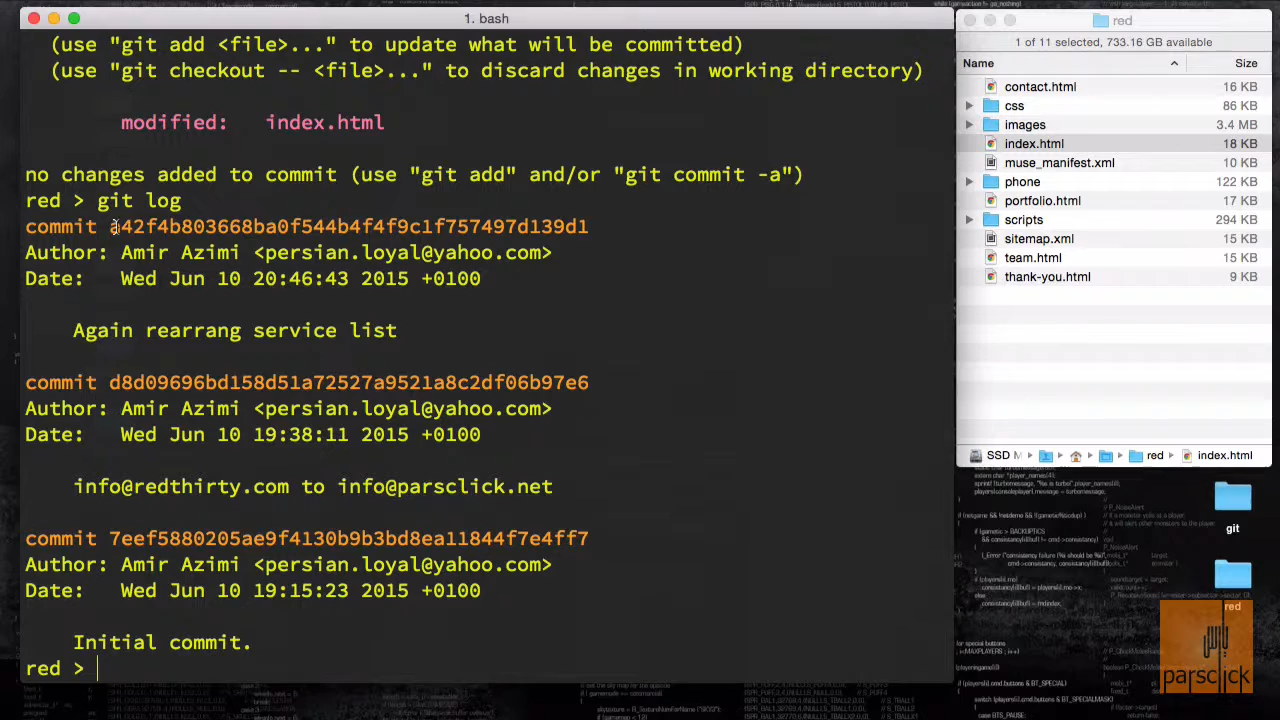 1. bash
(use "git add <file>..." to update what will be committed)
(use "git checkout -- <file>..." to discard changes in working directory)
modified:   index.html
no changes added to commit (use "git add" and/or "git commit -a")
red > git log
commit a42f4b803668ba0f544b4f4f9c1f757497d139d1
Author: Amir Azimi <persian.loyal@yahoo.com>
Date:   Wed Jun 10 20:46:43 2015 +0100
Again rearrang service list
commit d8d09696bd158d51a72527a9521a8c2df06b97e6
Author: Amir Azimi <persian.loyal@yahoo.com>
Date:   Wed Jun 10 19:38:11 2015 +0100
info@redthirty.com to info@parsclick.net
commit 7eef5880205ae9f4130b9b3bd8ea11844f7e4ff7
Author: Amir Azimi <persian.loyal@yahoo.com>
Date:   Wed Jun 10 19:15:23 2015 +0100
Initial commit.
red >
red
1 of 11 selected, 733.16 GB available
Name Size
contact.html 16 KB
css 86 KB
images 3.4 MB
index.html 18 KB
muse_manifest.xml 10 KB
phone 122 KB
portfolio.html 17 KB
scripts 294 KB
sitemap.xml 15 KB
team.html 15 KB
thank-you.html 9 KB
SSD red index.html
git
red
پارس
parsclick